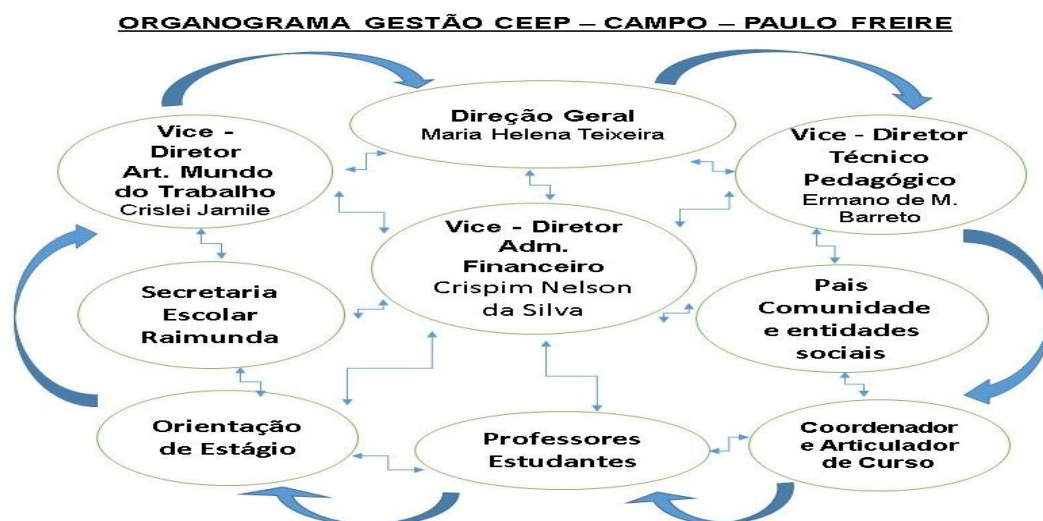 ORGANOGRAMA GESTÃO CEEP – CAMPO – PAULO FREIRE
Direção Geral
Maria Helena Teixeira
Vice -
Diretor
Art. Mundo
do Trabalho
Crislei Jamile
Vice - Diretor
Técnico
Pedagógico
Ermano de M.
Barreto
Vice - Diretor
Adm.
Financeiro
Crispim Nelson
da Silva
Secretaria
Escolar
Raimunda
Pais
Comunidade
e entidades
sociais
Orientação
de Estágio
Professores
Estudantes
Coordenador
e Articulador
de Curso